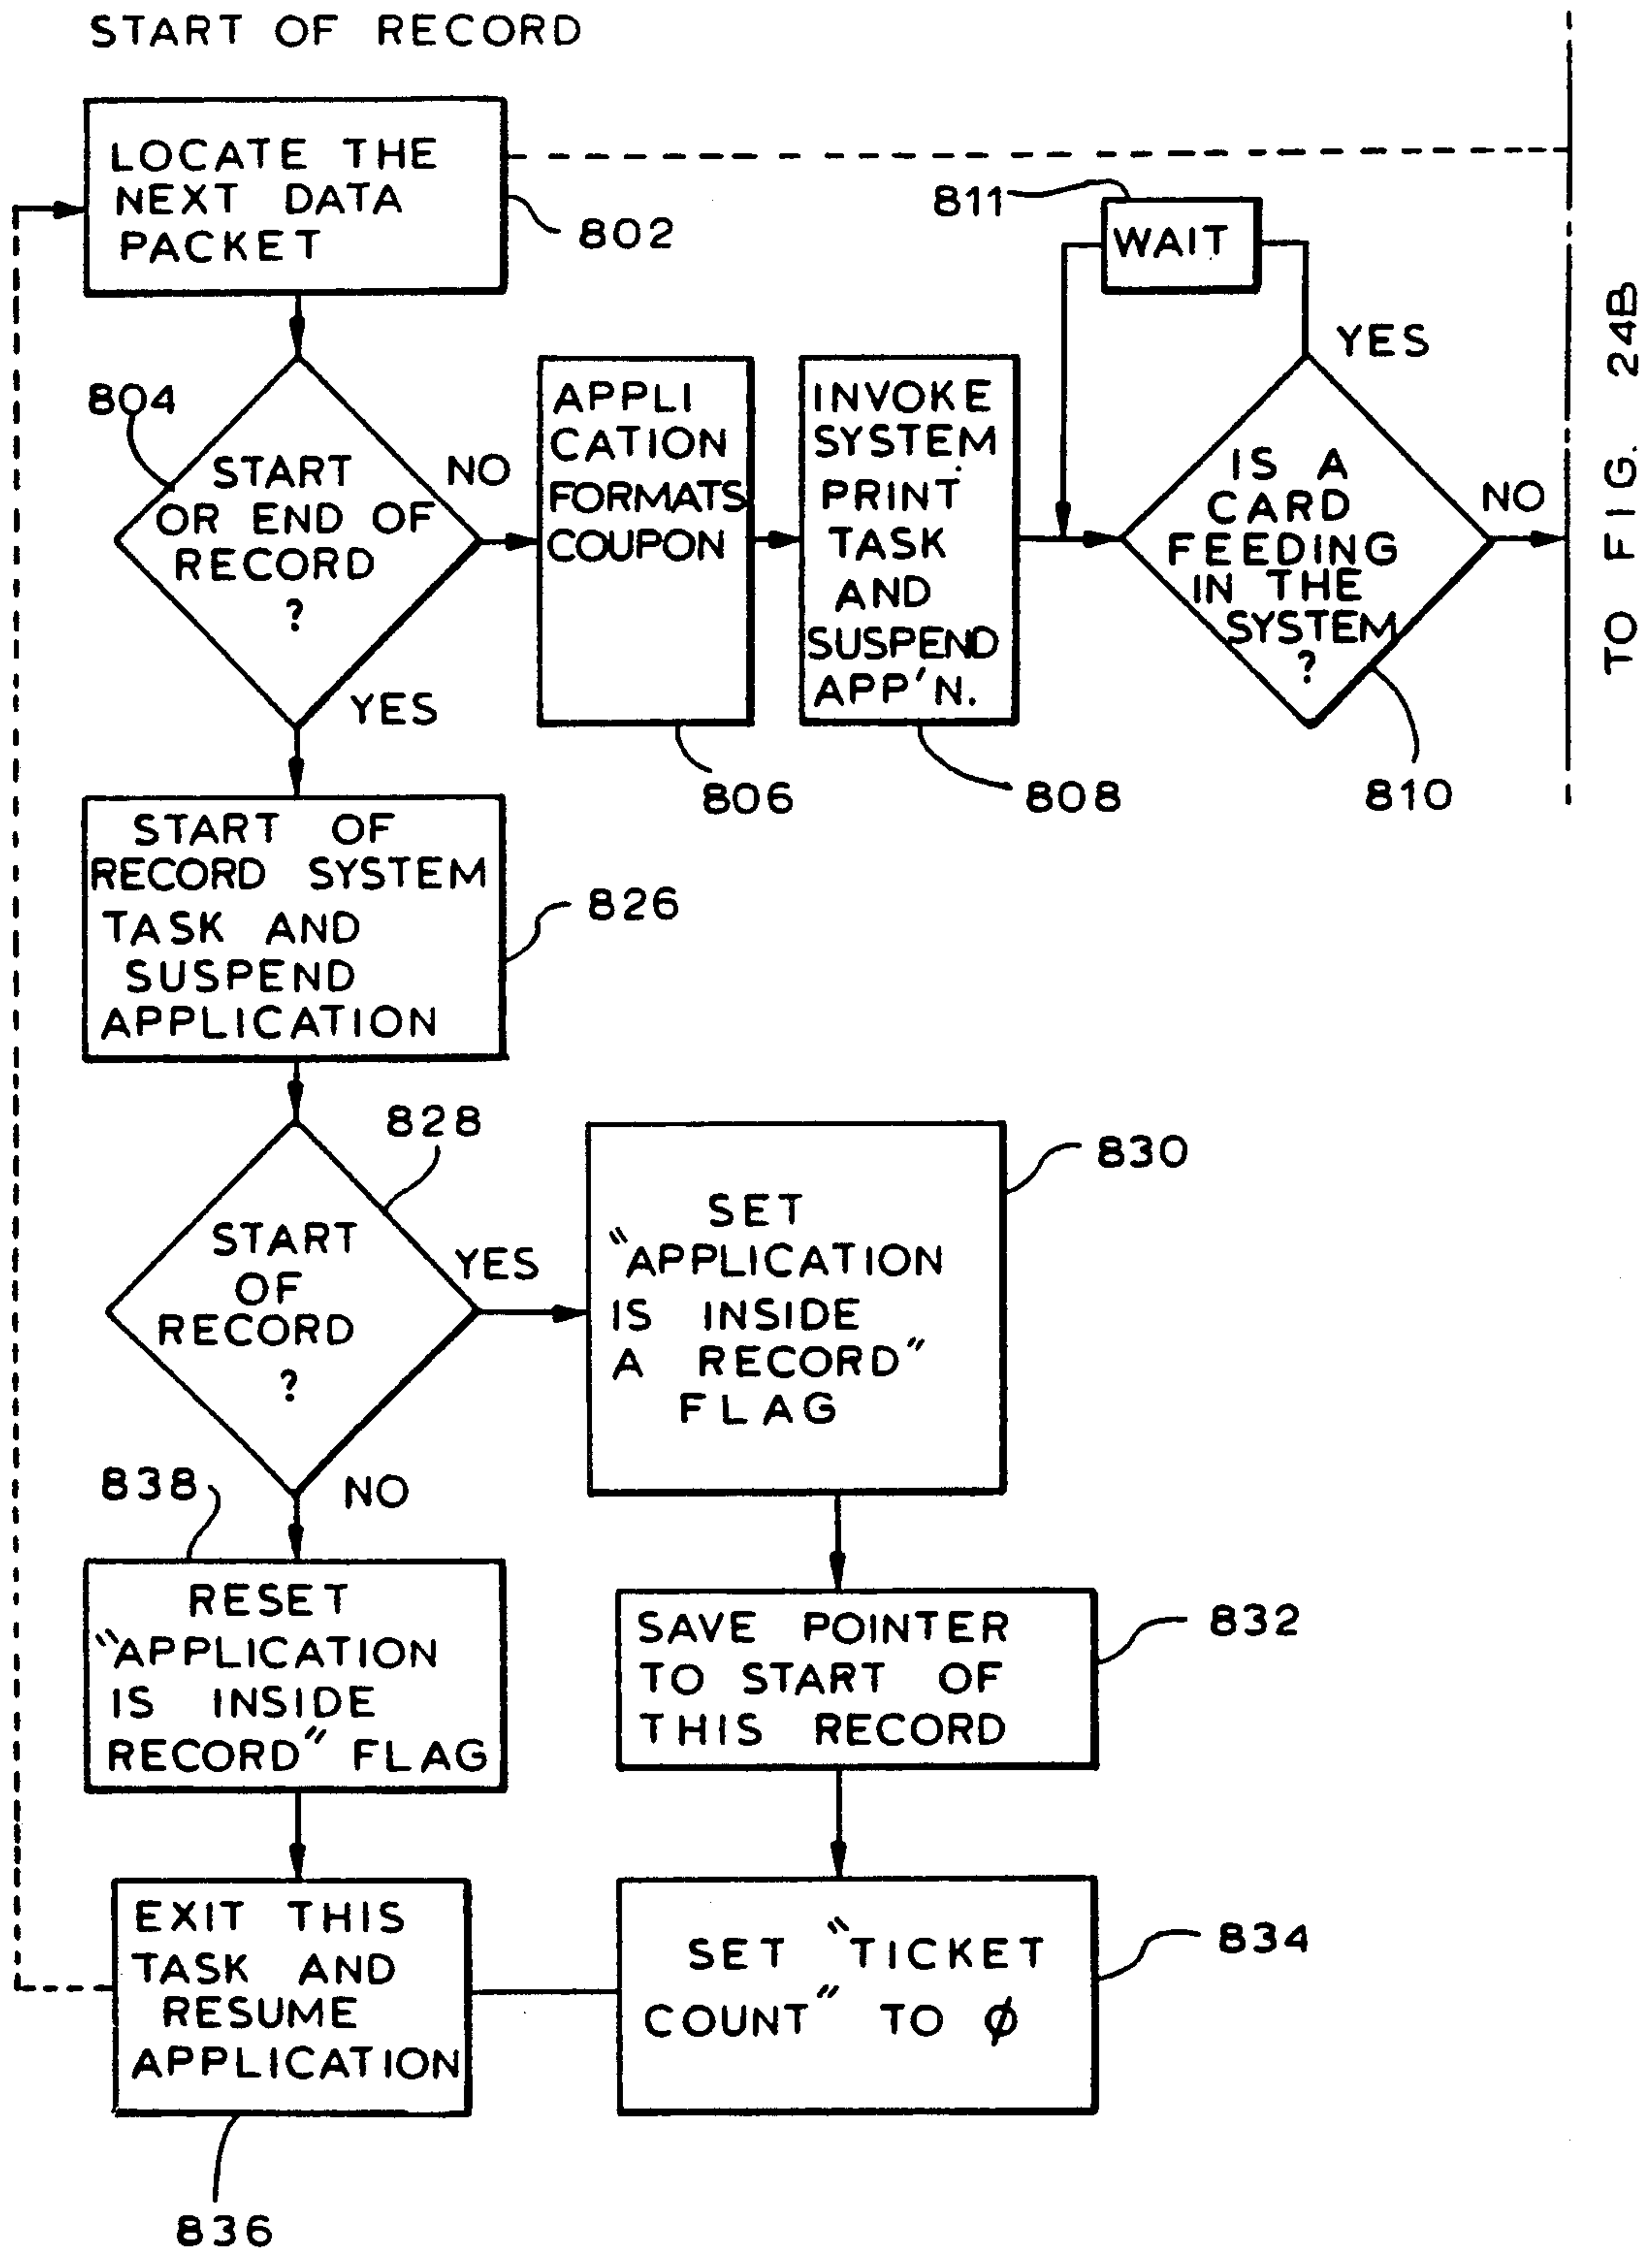 START OF RECORD
LOCATE THE
NEXT DATA
PACKET
802
811
WAIT
YES
804
START
OR END OF
RECORD
?
NO
YES
APPLI
CATION
FORMATS
COUPON
806
INVOKE
SYSTEM
PRINT
TASK
AND
SUSPEND
APP'N.
808
IS A
CARD
FEEDING
IN THE
SYSTEM
?
NO
810
TO FIG. 24B
START OF
RECORD SYSTEM
TASK AND
SUSPEND
APPLICATION
826
828
START
OF
RECORD
?
YES
NO
830
SET
"APPLICATION
IS INSIDE
A RECORD"
FLAG
838
RESET
"APPLICATION
IS INSIDE
RECORD" FLAG
SAVE POINTER
TO START OF
THIS RECORD
832
EXIT THIS
TASK AND
RESUME
APPLICATION
836
SET "TICKET
COUNT" TO Ø
834